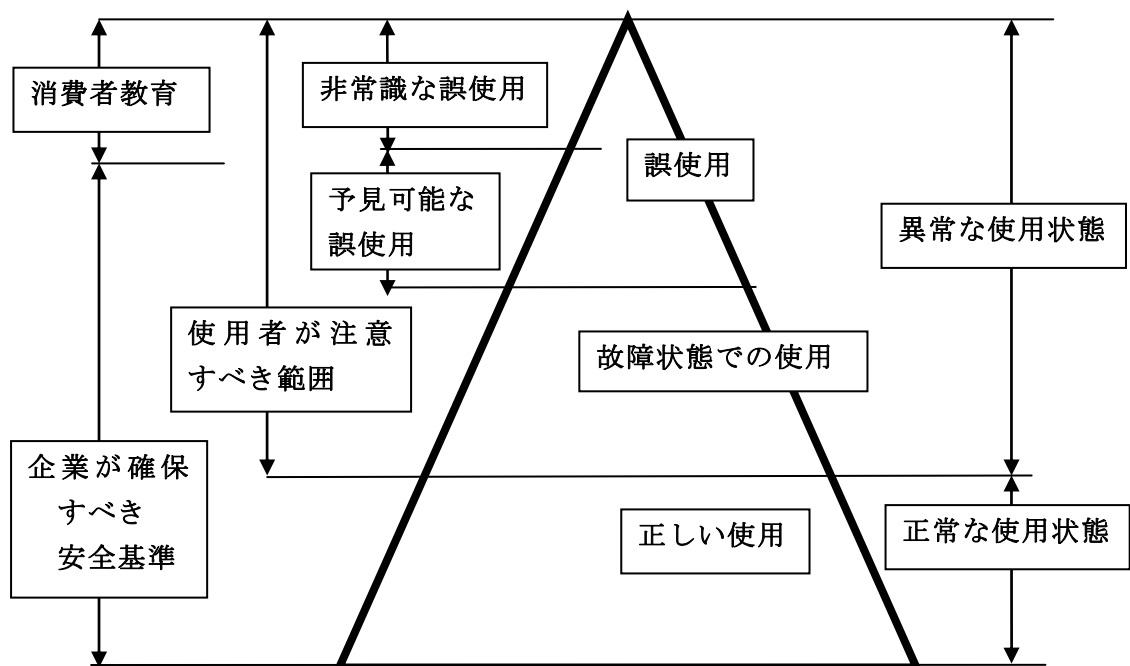 消費者教育
非常識な誤使用
誤使用
予見可能な
誤使用
異常な使用状態
使用者が注意
すべき範囲
故障状態での使用
企業が確保
すべき
安全基準
正しい使用
正常な使用状態